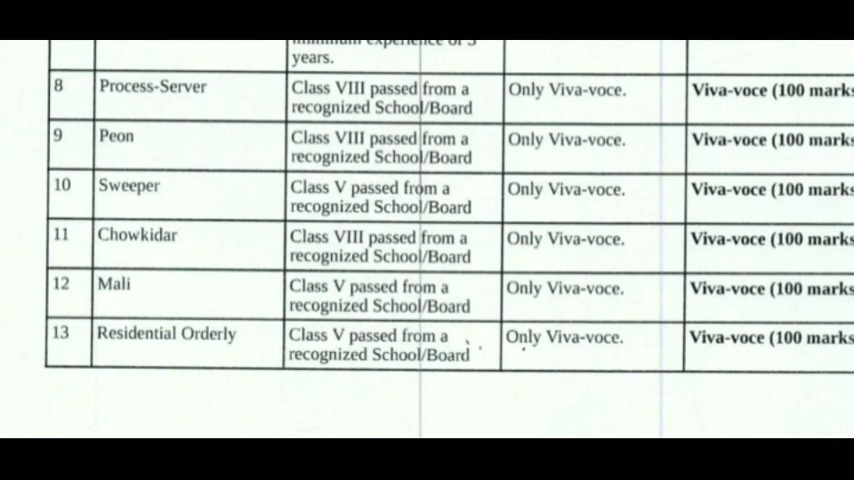 minimum experience of 3
years.
8 Process-Server Class VIII passed from a Only Viva-voce. Viva-voce (100 marks
recognized School/Board
9 Peon Class VIII passed from a Only Viva-voce. Viva-voce (100 marks
recognized School/Board
10 Sweeper Class V passed from a Only Viva-voce. Viva-voce (100 marks
recognized School/Board
11 Chowkidar Class VIII passed from a Only Viva-voce. Viva-voce (100 marks
recognized School/Board
12 Mali Class V passed from a Only Viva-voce. Viva-voce (100 marks
recognized School/Board
13 Residential Orderly Class V passed from a Only Viva-voce. Viva-voce (100 marks
recognized School/Board